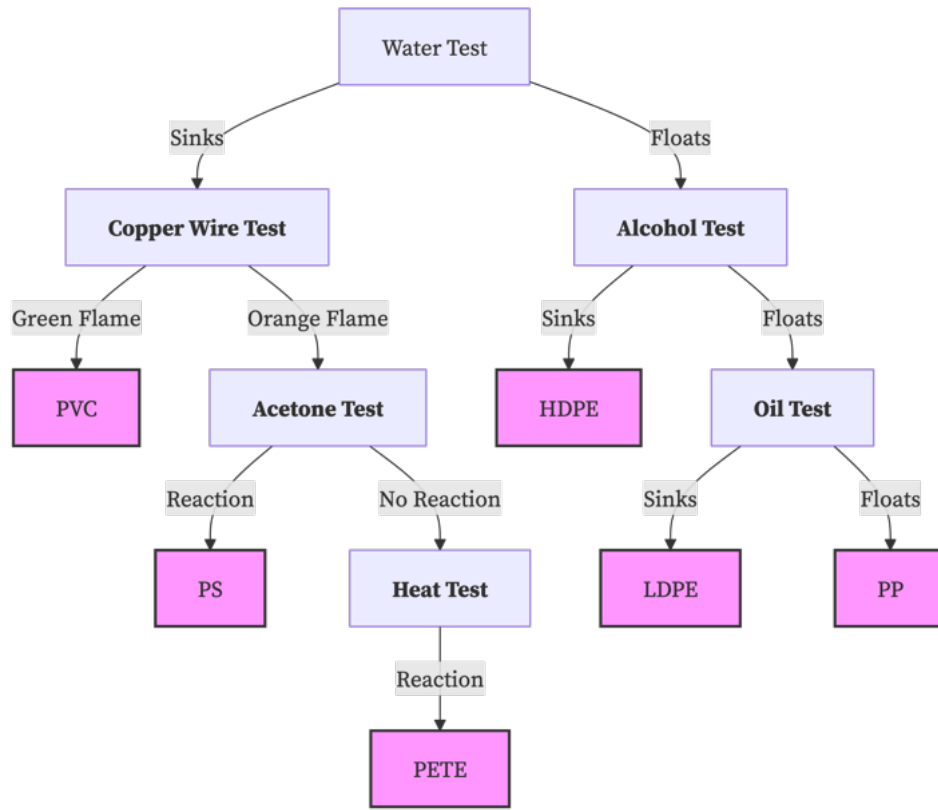 Water Test
Sinks
Floats
Copper Wire Test
Alcohol Test
Green Flame
Orange Flame
Sinks
Floats
PVC
Acetone Test
HDPE
Oil Test
Reaction
No Reaction
Sinks
Floats
PS
Heat Test
LDPE
PP
Reaction
PETE